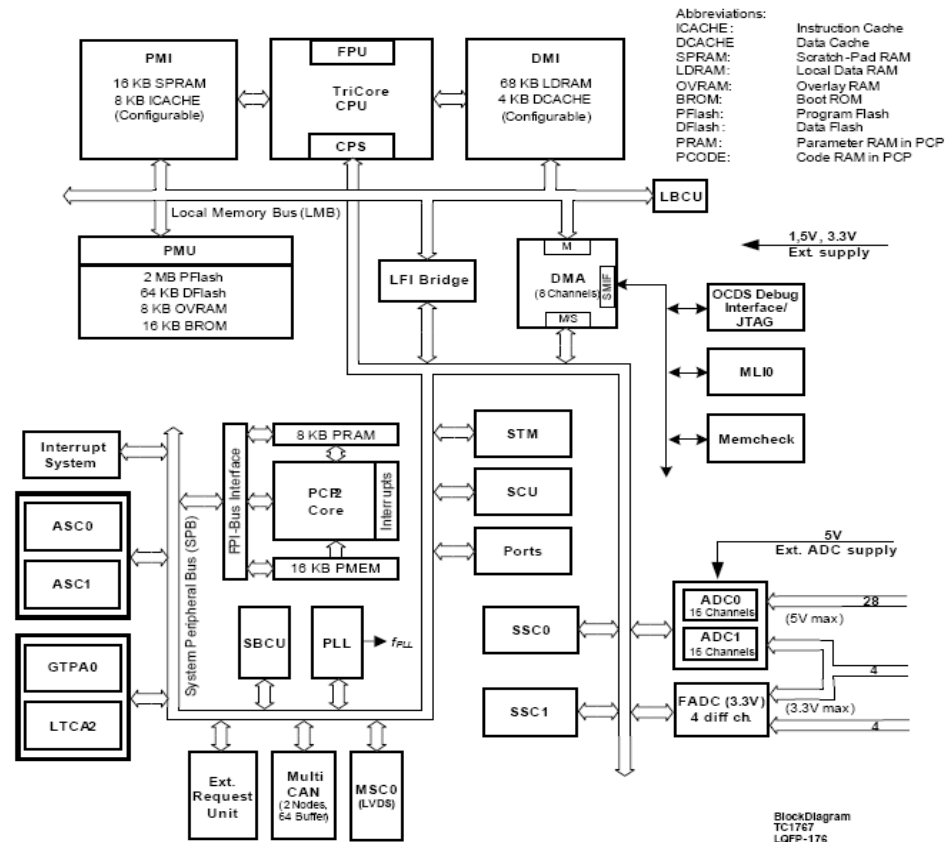 Abbreviations:
ICACHE: Instruction Cache
DCACHE Data Cache
SPRAM: Scratch-Pad RAM
LDRAM: Local Data RAM
OVRAM: Overlay RAM
BROM: Boot ROM
PFlash: Program Flash
DFlash: Data Flash
PRAM: Parameter RAM in PCP
PCODE: Code RAM in PCP
PMI
16 KB SPRAM
8 KB ICACHE
(Configurable)
FPU
TriCore
CPU
CPS
DMI
68 KB LDRAM
4 KB DCACHE
(Configurable)
Local Memory Bus (LMB)
LBCU
PMU
2 MB PFlash
64 KB DFlash
8 KB OVRAM
16 KB BROM
LFI Bridge
M
DMA
(8 Channels)
SMIF
M/S
1,5V, 3.3V
Ext. supply
OCDS Debug
Interface/
JTAG
MLI0
Memcheck
Interrupt
System
ASC0
ASC1
GTPA0
LTCA2
System Peripheral Bus (SPB)
FPI-Bus Interface
8 KB PRAM
PCP2
Core
Interrupts
16 KB PMEM
SBCU
PLL
fPLL
STM
SCU
Ports
SSC0
SSC1
5V
Ext. ADC supply
ADC0
16 Channels
ADC1
16 Channels
28
(5V max)
4
FADC (3.3V)
4 diff ch.
(3.3V max)
4
Ext.
Request
Unit
Multi
CAN
(2 Nodes,
64 Buffer)
MSC0
(LVDS)
BlockDiagram
TC1767
LQFP-176